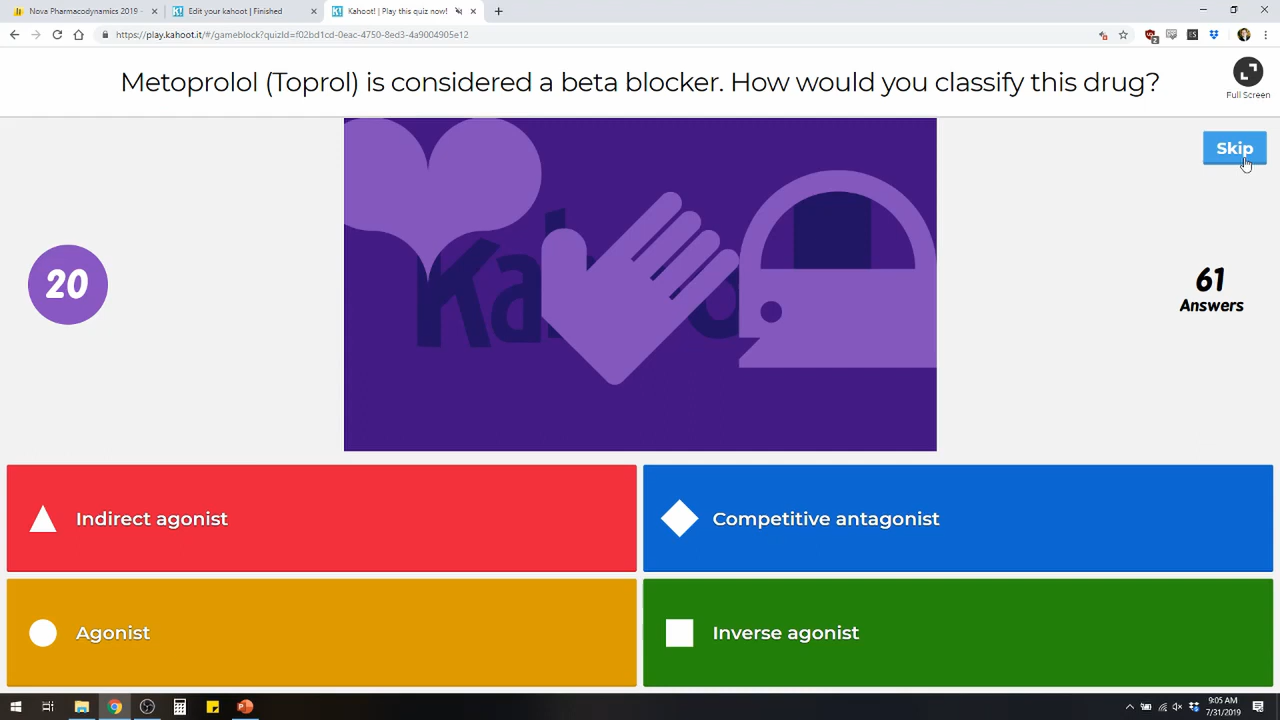 Nova Pharmacodynamics 2019 -
Edit your kahoot | Finished
Kahoot! | Play this quiz now!
https://play.kahoot.it/#/gameblock?quizId=f02bd1cd-0eac-4750-8ed3-4a9004905e12
Metoprolol (Toprol) is considered a beta blocker. How would you classify this drug?
Full Screen
Skip
20
61
Answers
Indirect agonist
Competitive antagonist
Agonist
Inverse agonist
9:05 AM
7/31/2019